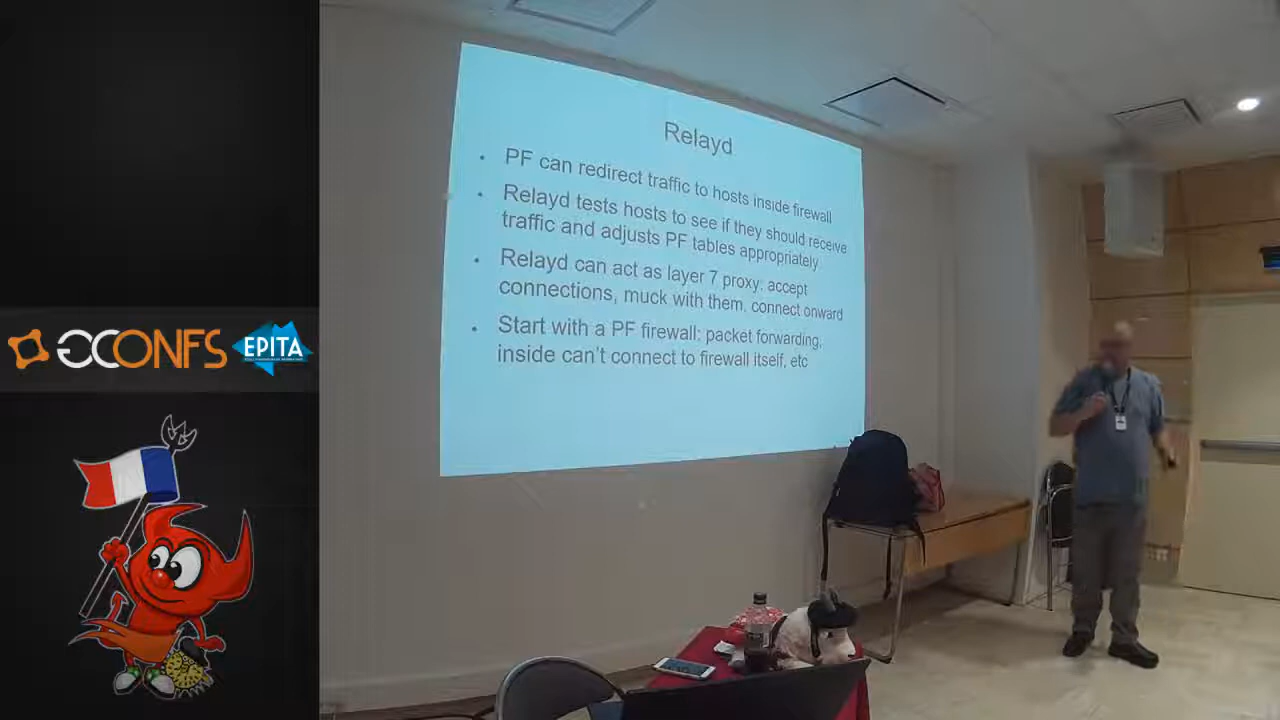 Relayd
PF can redirect traffic to hosts inside firewall
Relayd tests hosts to see if they should receive
traffic and adjusts PF tables appropriately
Relayd can act as layer 7 proxy: accept
connections, muck with them, connect onward
Start with a PF firewall: packet forwarding,
inside can't connect to firewall itself, etc
GCONFS
EPITA